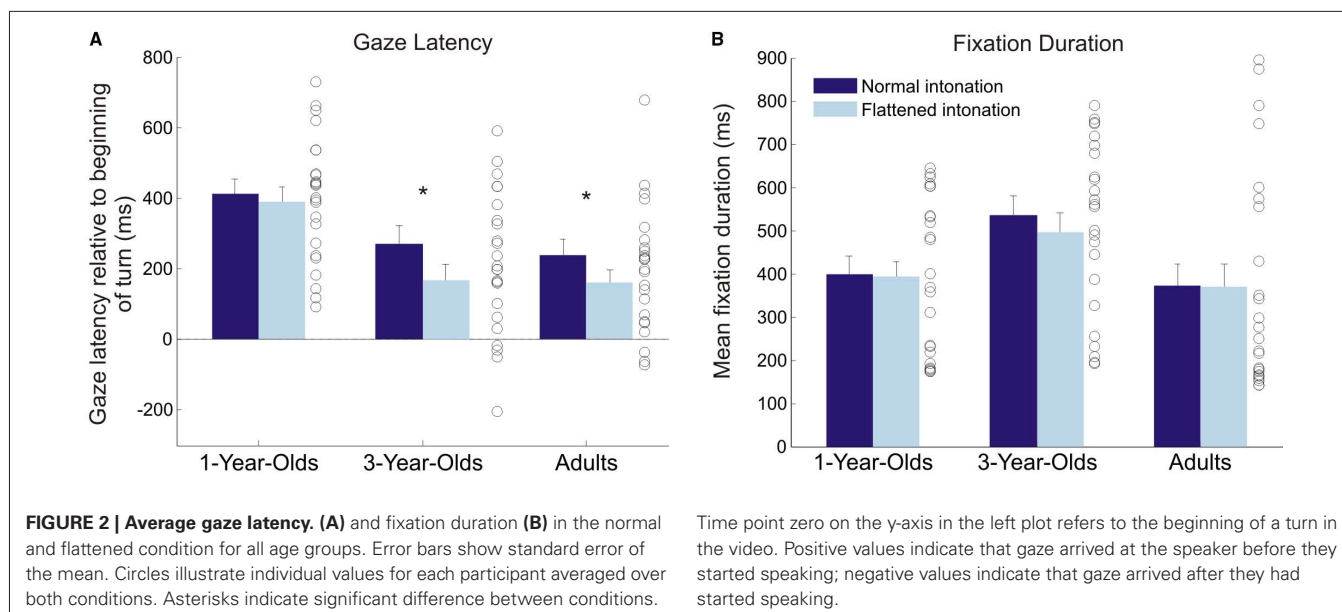 A
Gaze Latency
Gaze latency relative to beginning
of turn (ms)
800
600
400
200
0
-200
*
*
1-Year-Olds
3-Year-Olds
Adults
B
Fixation Duration
Mean fixation duration (ms)
900
800
700
600
500
400
300
200
100
0
Normal intonation
Flattened intonation
1-Year-Olds
3-Year-Olds
Adults
FIGURE 2 | Average gaze latency. (A) and fixation duration (B) in the normal
and flattened condition for all age groups. Error bars show standard error of
the mean. Circles illustrate individual values for each participant averaged over
both conditions. Asterisks indicate significant difference between conditions.
Time point zero on the y-axis in the left plot refers to the beginning of a turn in
the video. Positive values indicate that gaze arrived at the speaker before they
started speaking; negative values indicate that gaze arrived after they had
started speaking.